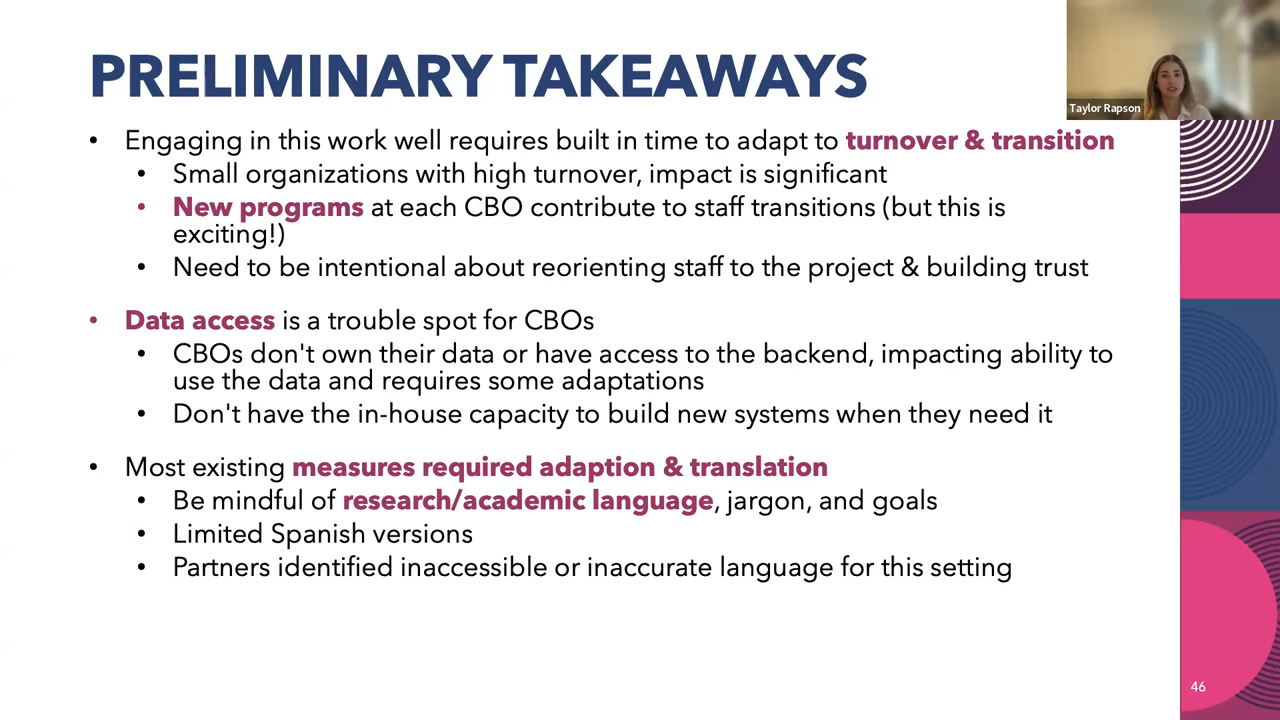 PRELIMINARY TAKEAWAYS
Taylor Rapson
• Engaging in this work well requires built in time to adapt to turnover & transition
• Small organizations with high turnover, impact is significant
• New programs at each CBO contribute to staff transitions (but this is
exciting!)
• Need to be intentional about reorienting staff to the project & building trust
• Data access is a trouble spot for CBOs
• CBOs don't own their data or have access to the backend, impacting ability to
use the data and requires some adaptations
• Don't have the in-house capacity to build new systems when they need it
• Most existing measures required adaption & translation
• Be mindful of research/academic language, jargon, and goals
• Limited Spanish versions
• Partners identified inaccessible or inaccurate language for this setting
46